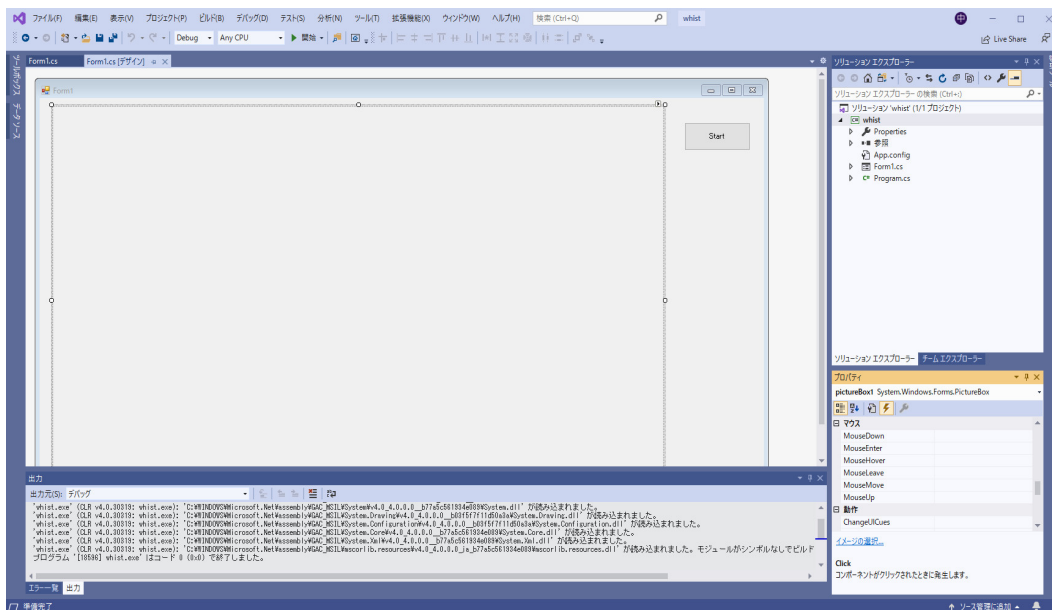 ファイル(F) 編集(E) 表示(V) プロジェクト(P) ビルド(B) デバッグ(D) テスト(S) 分析(N) ツール(T) 拡張機能(X) ウィンドウ(W) ヘルプ(H) 検索 (Ctrl+Q) whist 中
Debug Any CPU 開始 Live Share
ツールボックス データ ソース
Form1.cs Form1.cs [デザイン]
Form1
Start
ソリューション エクスプローラー
ソリューション エクスプローラー の検索 (Ctrl+;)
ソリューション 'whist' (1/1 プロジェクト)
whist
Properties
参照
App.config
Form1.cs
Program.cs
ソリューション エクスプローラー チーム エクスプローラー
プロパティ
pictureBox1 System.Windows.Forms.PictureBox
マウス
MouseDown
MouseEnter
MouseHover
MouseLeave
MouseMove
MouseUp
動作
ChangeUICues
イメージの選択...
Click
コンポーネントがクリックされたときに発生します。
出力
出力元(S): デバッグ
'whist.exe' (CLR v4.0.30319: whist.exe): 'C:¥WINDOWS¥Microsoft.Net¥assembly¥GAC_MSIL¥System¥v4.0_4.0.0.0__b77a5c561934e089¥System.dll' が読み込まれました。
'whist.exe' (CLR v4.0.30319: whist.exe): 'C:¥WINDOWS¥Microsoft.Net¥assembly¥GAC_MSIL¥System.Drawing¥v4.0_4.0.0.0__b03f5f7f11d50a3a¥System.Drawing.dll' が読み込まれました。
'whist.exe' (CLR v4.0.30319: whist.exe): 'C:¥WINDOWS¥Microsoft.Net¥assembly¥GAC_MSIL¥System.Configuration¥v4.0_4.0.0.0__b03f5f7f11d50a3a¥System.Configuration.dll' が読み込まれました。
'whist.exe' (CLR v4.0.30319: whist.exe): 'C:¥WINDOWS¥Microsoft.Net¥assembly¥GAC_MSIL¥System.Core¥v4.0_4.0.0.0__b77a5c561934e089¥System.Core.dll' が読み込まれました。
'whist.exe' (CLR v4.0.30319: whist.exe): 'C:¥WINDOWS¥Microsoft.Net¥assembly¥GAC_MSIL¥System.Xml¥v4.0_4.0.0.0__b77a5c561934e089¥System.Xml.dll' が読み込まれました。
'whist.exe' (CLR v4.0.30319: whist.exe): 'C:¥WINDOWS¥Microsoft.Net¥assembly¥GAC_MSIL¥mscorlib.resources¥v4.0_4.0.0.0_ja_b77a5c561934e089¥mscorlib.resources.dll' が読み込まれました。モジュールがシンボルなしでビルド
プログラム '[18596] whist.exe' はコード 0 (0x0) で終了しました。
エラー一覧 出力
準備完了 ソース管理に追加